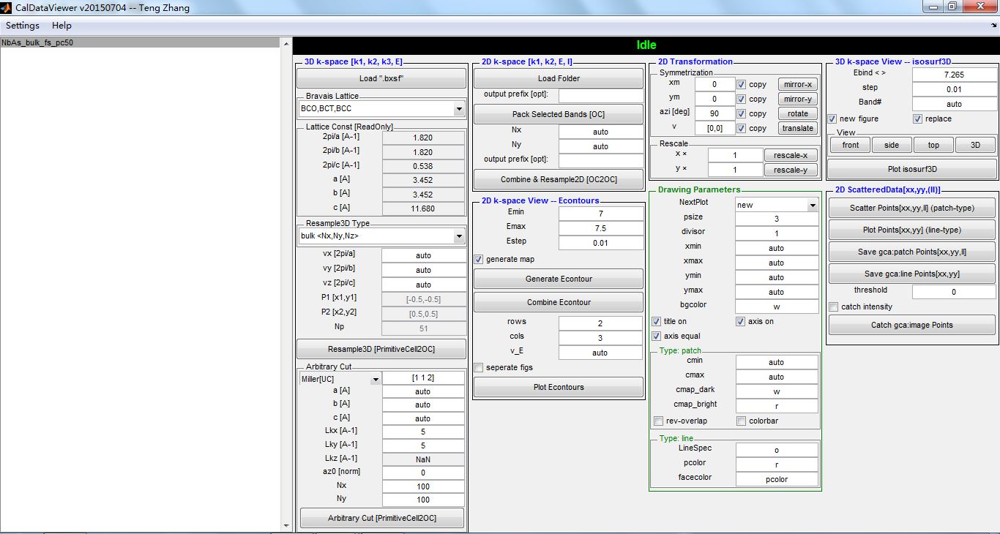 CalDataViewer v20150704 -- Teng Zhang
Settings Help
NbAs_bulk_fs_pc50
Idle
3D k-space [k1, k2, k3, E]
Load ".bxsf"
Bravais Lattice
BCO,BCT,BCC
Lattice Const [ReadOnly]
2pi/a [A-1] 1.820
2pi/b [A-1] 1.820
2pi/c [A-1] 0.538
a [A] 3.452
b [A] 3.452
c [A] 11.680
Resample3D Type
bulk <Nx,Ny,Nz>
vx [2pi/a] auto
vy [2pi/b] auto
vz [2pi/c] auto
P1 [x1,y1] [-0.5,-0.5]
P2 [x2,y2] [0.5,0.5]
Np 51
Resample3D [PrimitiveCell2OC]
Arbitrary Cut
Miller[UC] [1 1 2]
a [A] auto
b [A] auto
c [A] auto
Lkx [A-1] 5
Lky [A-1] 5
Lkz [A-1] NaN
az0 [norm] 0
Nx 100
Ny 100
Arbitrary Cut [PrimitiveCell2OC]
2D k-space [k1, k2, E, I]
Load Folder
output prefix [opt]:
Pack Selected Bands [OC]
Nx auto
Ny auto
output prefix [opt]:
Combine & Resample2D [OC2OC]
2D k-space View -- Econtours
Emin 7
Emax 7.5
Estep 0.01
generate map
Generate Econtour
Combine Econtour
rows 2
cols 3
v_E auto
seperate figs
Plot Econtours
2D Transformation
Symmetrization
xm 0 copy mirror-x
ym 0 copy mirror-y
azi [deg] 90 copy rotate
v [0,0] copy translate
Rescale
x × 1 rescale-x
y × 1 rescale-y
Drawing Parameters
NextPlot new
psize 3
divisor 1
xmin auto
xmax auto
ymin auto
ymax auto
bgcolor w
title on axis on
axis equal
Type: patch
cmin auto
cmax auto
cmap_dark w
cmap_bright r
rev-overlap colorbar
Type: line
LineSpec o
pcolor r
facecolor pcolor
3D k-space View -- isosurf3D
Ebind < > 7.265
step 0.01
Band# auto
new figure replace
View
front side top 3D
Plot isosurf3D
2D ScatteredData[xx,yy,(II)]
Scatter Points[xx,yy,II] (patch-type)
Plot Points[xx,yy] (line-type)
Save gca:patch Points[xx,yy,II]
Save gca:line Points[xx,yy]
threshold 0
catch intensity
Catch gca:image Points